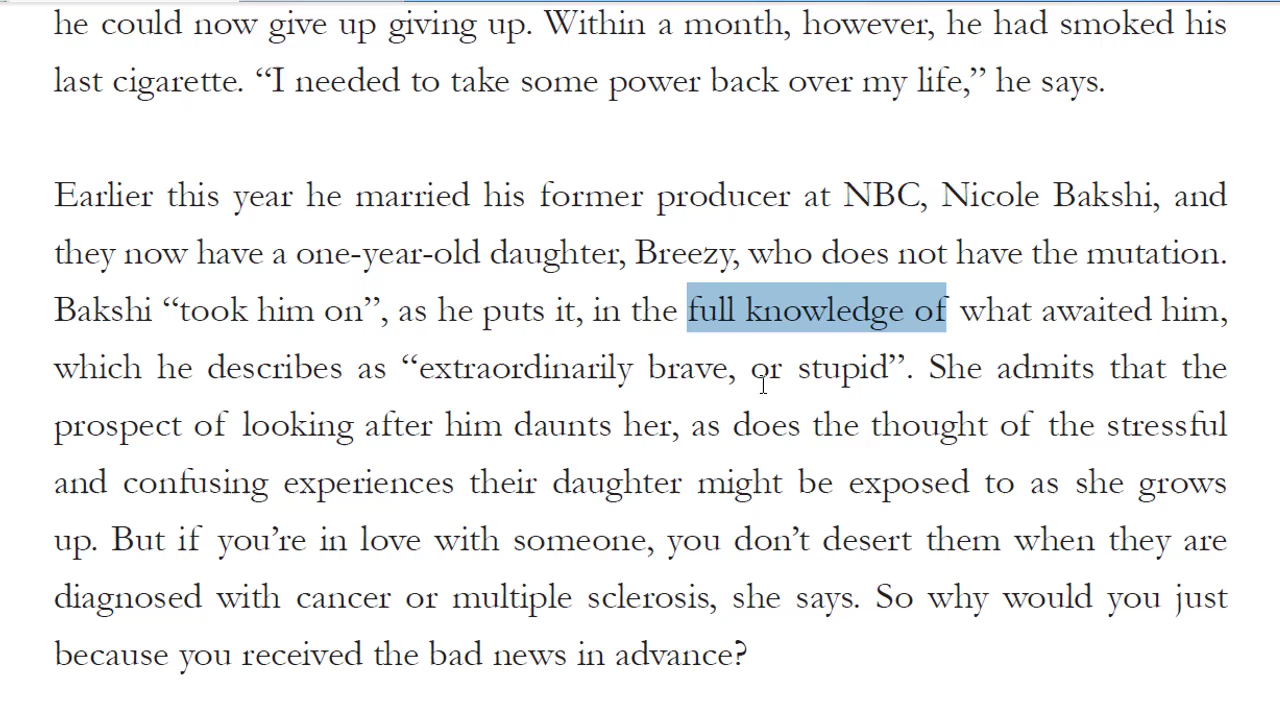 he could now give up giving up. Within a month, however, he had smoked his
last cigarette. “I needed to take some power back over my life,” he says.
Earlier this year he married his former producer at NBC, Nicole Bakshi, and
they now have a one-year-old daughter, Breezy, who does not have the mutation.
Bakshi “took him on”, as he puts it, in the full knowledge of what awaited him,
which he describes as “extraordinarily brave, or stupid”. She admits that the
prospect of looking after him daunts her, as does the thought of the stressful
and confusing experiences their daughter might be exposed to as she grows
up. But if you’re in love with someone, you don’t desert them when they are
diagnosed with cancer or multiple sclerosis, she says. So why would you just
because you received the bad news in advance?